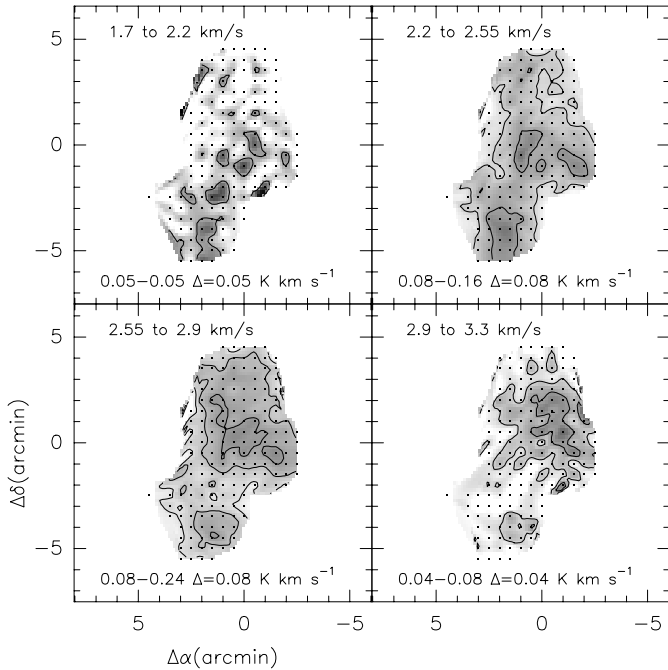 1.7 to 2.2 km/s
2.2 to 2.55 km/s
5
0
−5
0.05−0.05 Δ=0.05 K km s⁻¹
0.08−0.16 Δ=0.08 K km s⁻¹
2.55 to 2.9 km/s
2.9 to 3.3 km/s
5
0
−5
0.08−0.24 Δ=0.08 K km s⁻¹
0.04−0.08 Δ=0.04 K km s⁻¹
5 0 −5 5 0 −5
Δδ(arcmin)
Δα(arcmin)